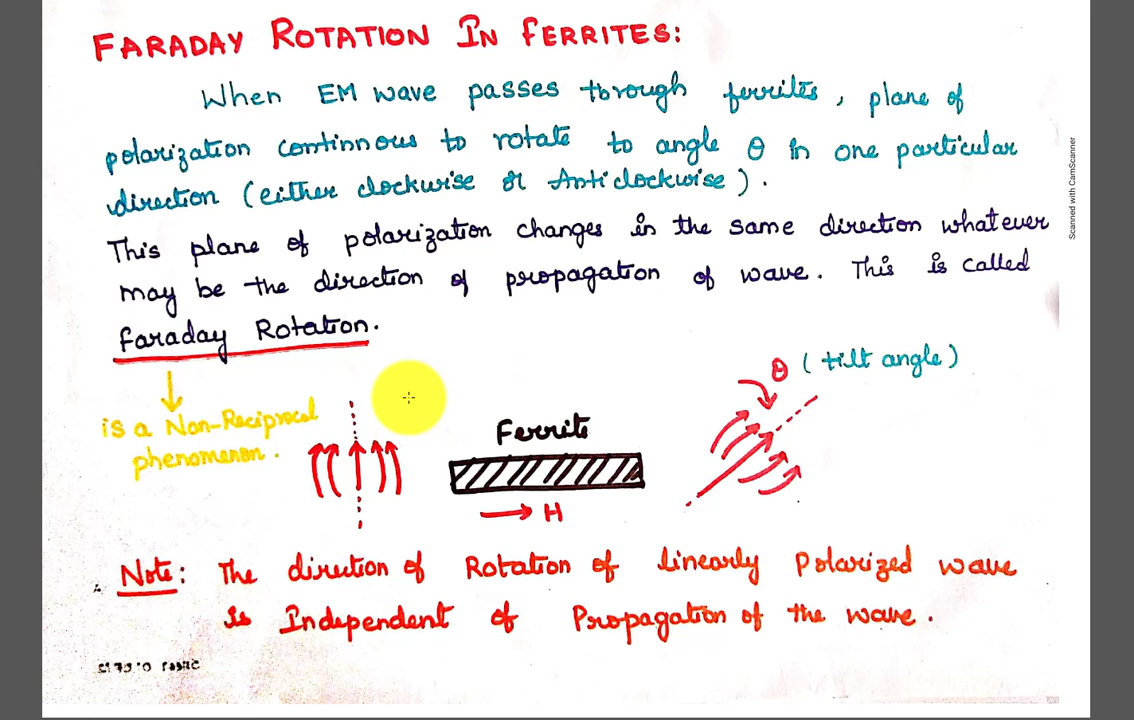 FARADAY ROTATION IN FERRITES:
When EM wave passes through ferrites, plane of
polarization continnous to rotate to angle θ in one particular
direction (either clockwise or Anticlockwise).
This plane of polarization changes in the same direction whatever
may be the direction of propagation of wave. This is called
Faraday Rotation.
θ (tilt angle)
is a Non-Reciprocal
phenomenon.
Ferrite
H
Note: The direction of Rotation of linearly Polarized wave
is Independent of Propagation of the wave.
Scanned with CamScanner